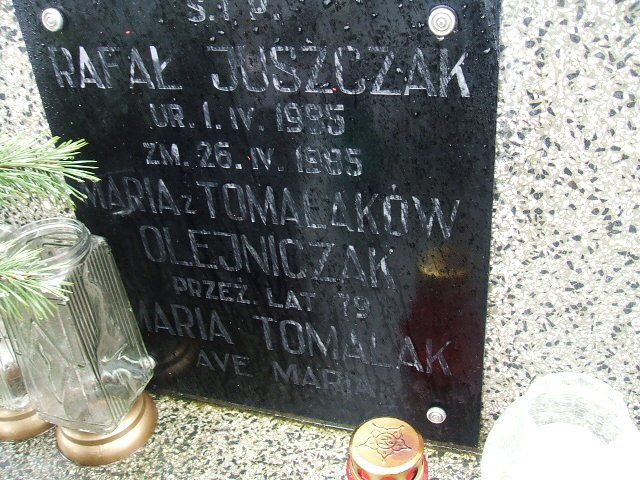 Ś.†P.
RAFAŁ JUSZCZAK
UR. 1. IV. 1985
ZM. 26. IV. 1985
MARIA z TOMALAKÓW
OLEJNICZAK
PRZEŻ. LAT 79
MARIA TOMALAK
AVE MARIA